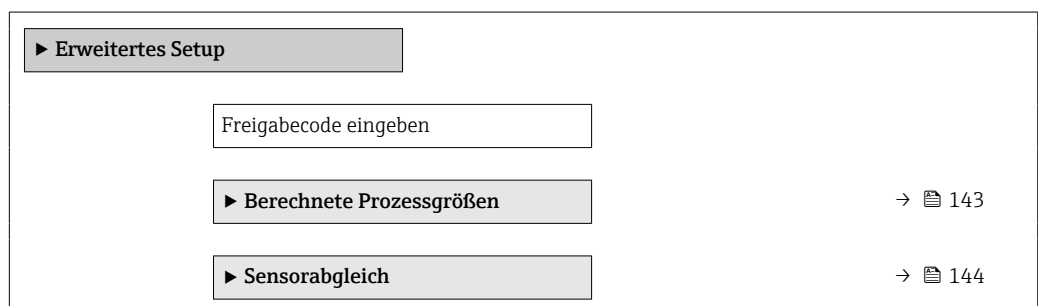 ▶ Erweitertes Setup
Freigabecode eingeben
▶ Berechnete Prozessgrößen → 143
▶ Sensorabgleich → 144